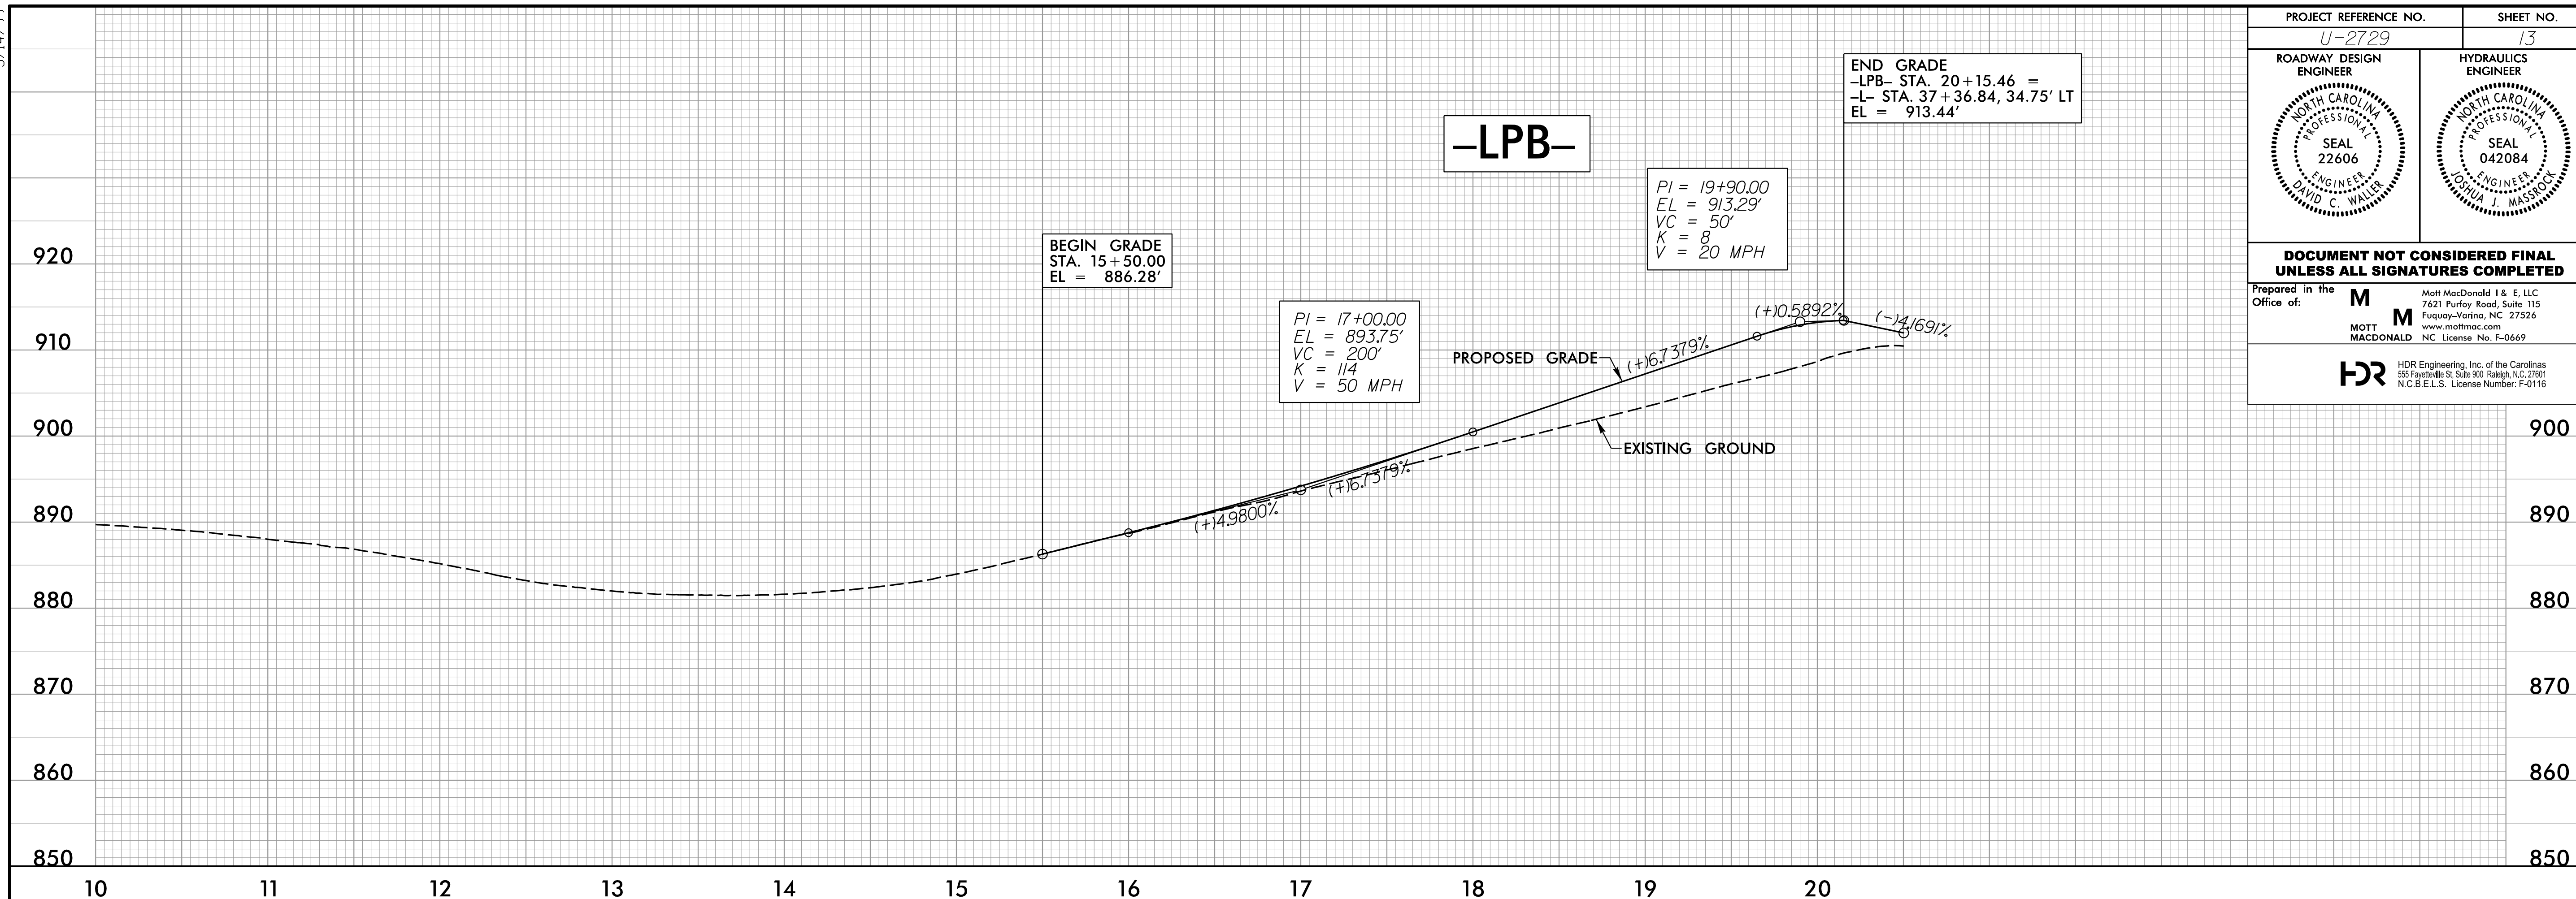 PROJECT REFERENCE NO.
SHEET NO.
U-2729
13
ROADWAY DESIGN
ENGINEER
HYDRAULICS
ENGINEER
NORTH CAROLINA
PROFESSIONAL
SEAL
22606
ENGINEER
DAVID C. WALLER
NORTH CAROLINA
PROFESSIONAL
SEAL
042084
ENGINEER
JOSHUA J. MASSROCK
DOCUMENT NOT CONSIDERED FINAL
UNLESS ALL SIGNATURES COMPLETED
Prepared in the
Office of:
M
M
MOTT
MACDONALD
Mott MacDonald I & E, LLC
7621 Purfoy Road, Suite 115
Fuquay–Varina, NC 27526
www.mottmac.com
NC License No. F–0669
HDR
HDR Engineering, Inc. of the Carolinas
555 Fayetteville St, Suite 900 Raleigh, N.C. 27601
N.C.B.E.L.S. License Number: F-0116
END GRADE
–LPB– STA. 20+15.46 =
–L– STA. 37+36.84, 34.75' LT
EL = 913.44'
–LPB–
PI = 19+90.00
EL = 913.29'
VC = 50'
K = 8
V = 20 MPH
BEGIN GRADE
STA. 15+50.00
EL = 886.28'
PI = 17+00.00
EL = 893.75'
VC = 200'
K = 114
V = 50 MPH
(+)0.5892%
(-)4.1691%
(+)6.7379%
PROPOSED GRADE
EXISTING GROUND
(+)6.7379%
(+)4.9800%
920
910
900
890
880
870
860
850
900
890
880
870
860
850
10
11
12
13
14
15
16
17
18
19
20